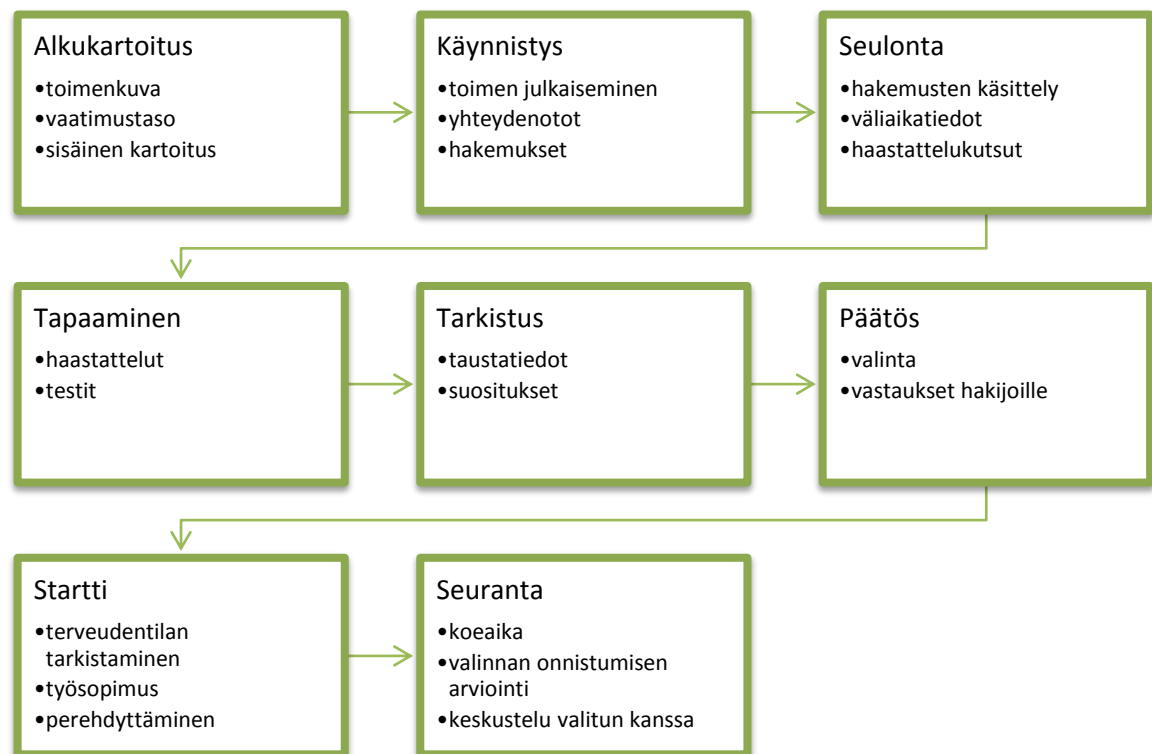 Alkukartoitus
•toimenkuva
•vaatimustaso
•sisäinen kartoitus
Käynnistys
•toimen julkaiseminen
•yhteydenotot
•hakemukset
Seulonta
•hakemusten käsittely
•väliaikatiedot
•haastattelukutsut
Tapaaminen
•haastattelut
•testit
Tarkistus
•taustatiedot
•suositukset
Päätös
•valinta
•vastaukset hakijoille
Startti
•terveudentilan
tarkistaminen
•työsopimus
•perehdyttäminen
Seuranta
•koeaika
•valinnan onnistumisen
arviointi
•keskustelu valitun kanssa